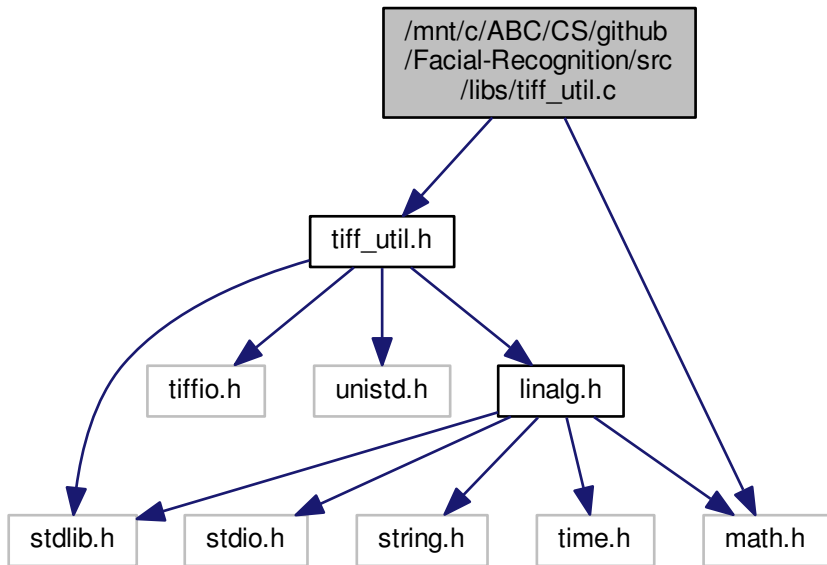 /mnt/c/ABC/CS/github
/Facial-Recognition/src
/libs/tiff_util.c
tiff_util.h
tiffio.h
unistd.h
linalg.h
stdlib.h
stdio.h
string.h
time.h
math.h